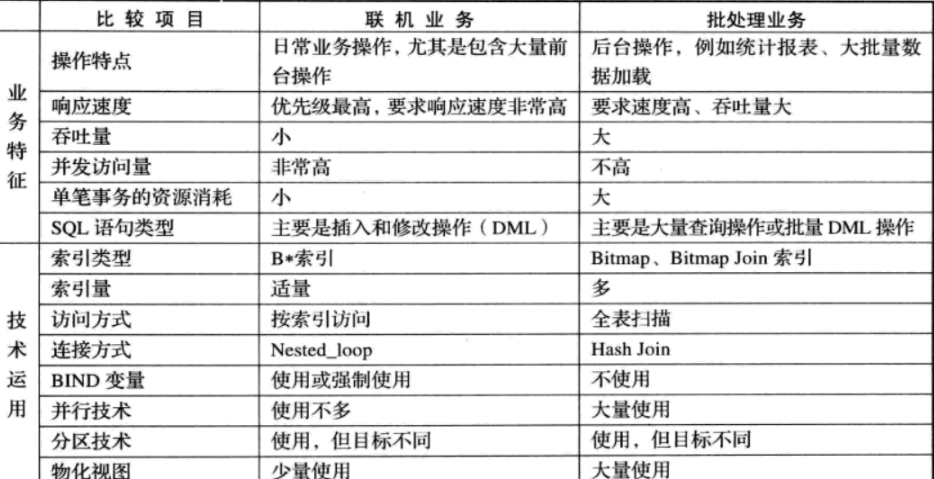 比较项目 联机业务 批处理业务
业务特征
操作特点 日常业务操作，尤其是包含大量前 后台操作，例如统计报表、大批量数
台操作 据加载
响应速度 优先级最高，要求响应速度非常高 要求速度高、吞吐量大
吞吐量 小 大
并发访问量 非常高 不高
单笔事务的资源消耗 小 大
SQL 语句类型 主要是插入和修改操作（DML） 主要是大量查询操作或批量 DML 操作
技术运用
索引类型 B*索引 Bitmap、Bitmap Join 索引
索引量 适量 多
访问方式 按索引访问 全表扫描
连接方式 Nested_loop Hash Join
BIND 变量 使用或强制使用 不使用
并行技术 使用不多 大量使用
分区技术 使用，但目标不同 使用，但目标不同
物化视图 少量使用 大量使用